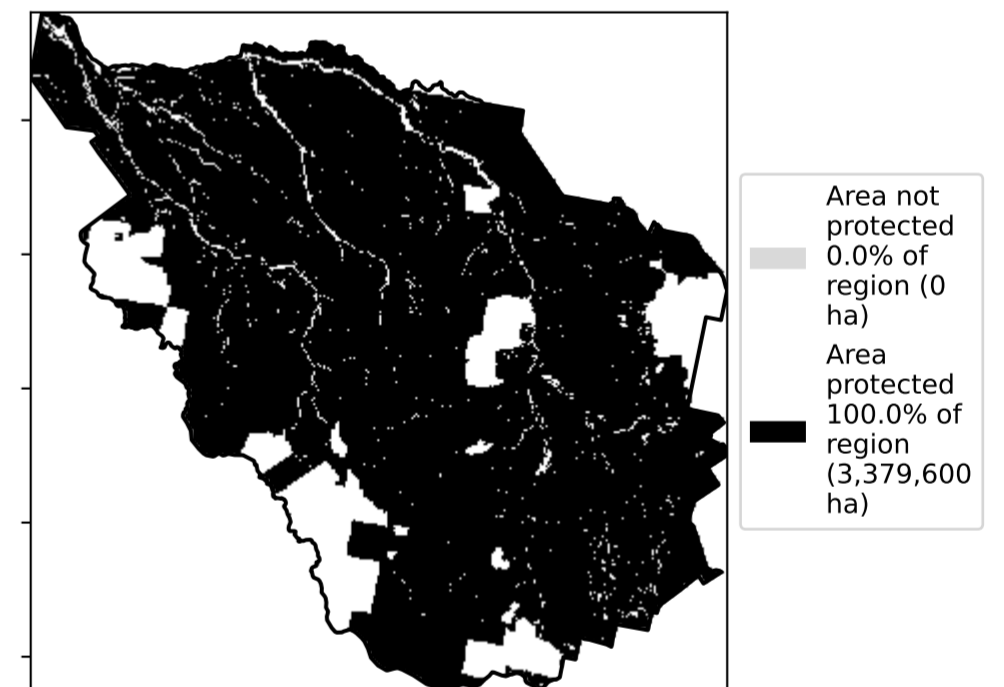 Area not
protected
0.0% of
region (0
ha)
Area
protected
100.0% of
region
(3,379,600
ha)